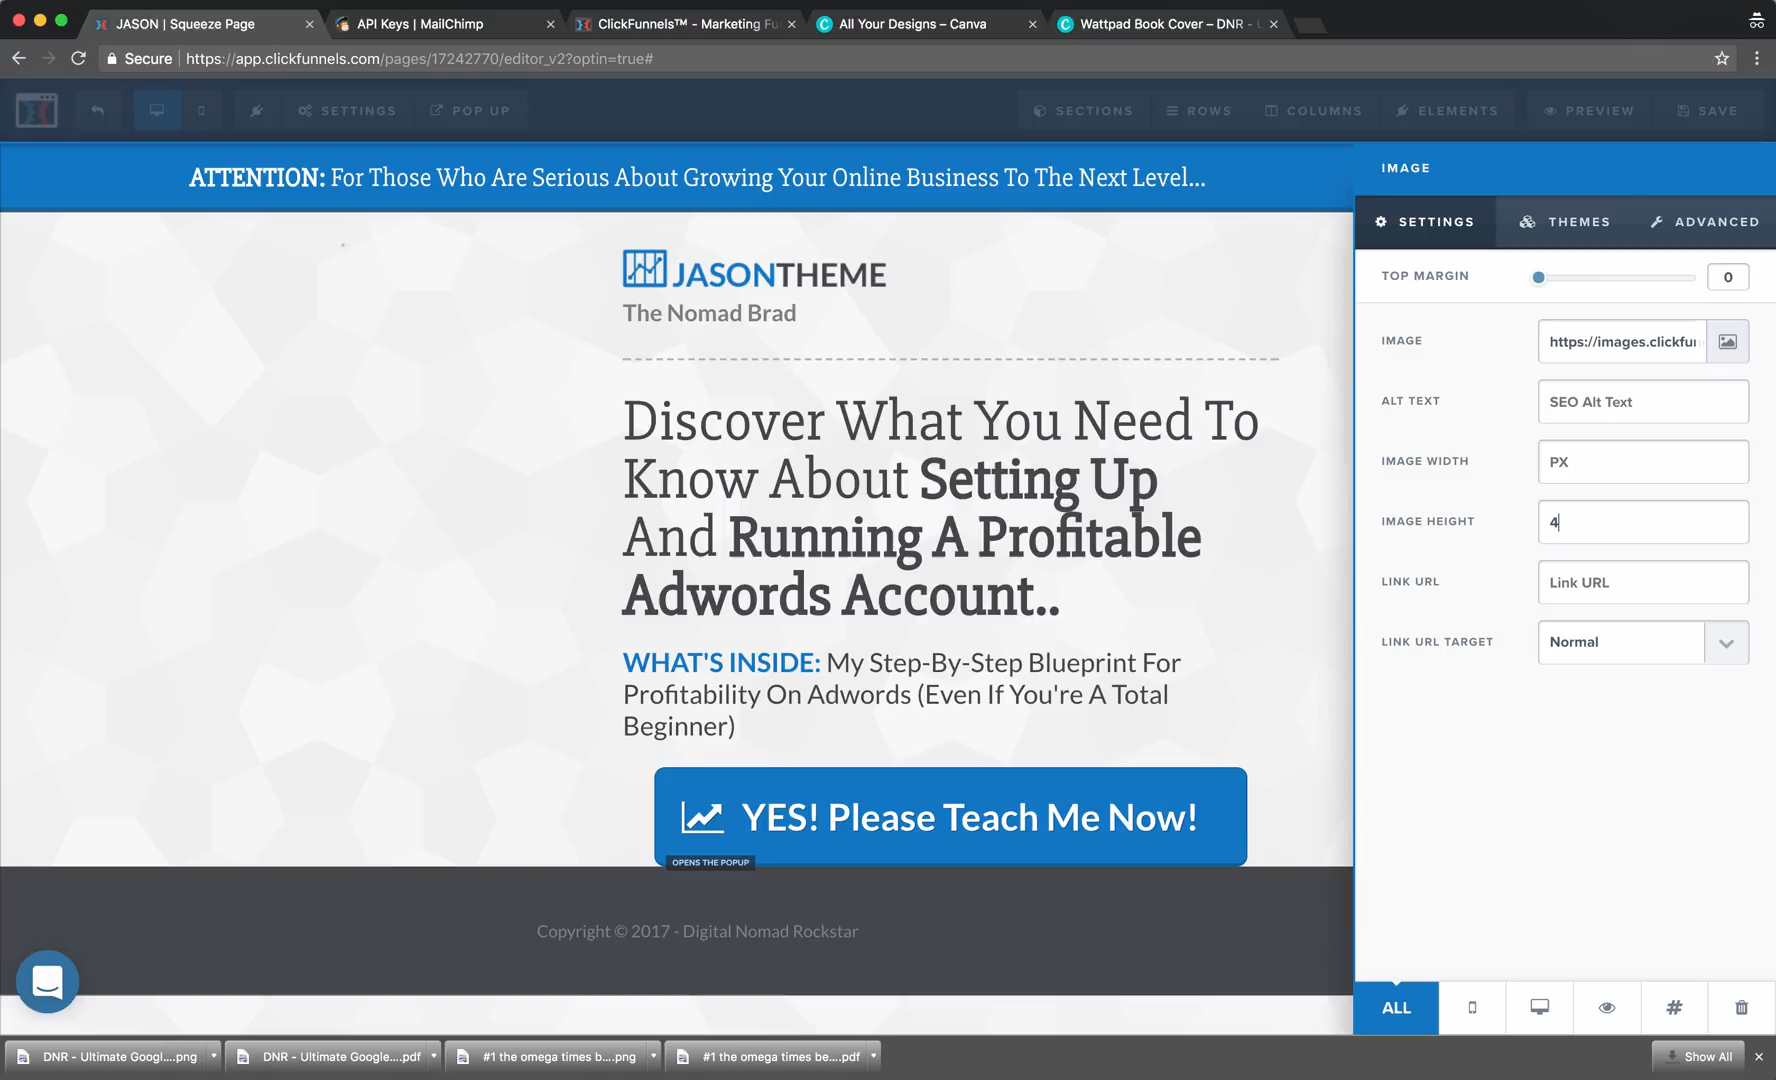 JASON | Squeeze Page
API Keys | MailChimp
ClickFunnels™ - Marketing Fu
All Your Designs – Canva
Wattpad Book Cover – DNR -
Secure
https://app.clickfunnels.com/pages/17242770/editor_v2?optin=true#
SETTINGS
POP UP
SECTIONS
ROWS
COLUMNS
ELEMENTS
PREVIEW
SAVE
ATTENTION: For Those Who Are Serious About Growing Your Online Business To The Next Level...
JASONTHEME
The Nomad Brad
Discover What You Need To
Know About Setting Up
And Running A Profitable
Adwords Account..
WHAT'S INSIDE: My Step-By-Step Blueprint For
Profitability On Adwords (Even If You're A Total
Beginner)
YES! Please Teach Me Now!
OPENS THE POPUP
Copyright © 2017 - Digital Nomad Rockstar
IMAGE
SETTINGS
THEMES
ADVANCED
TOP MARGIN
0
IMAGE
https://images.clickfu
ALT TEXT
SEO Alt Text
IMAGE WIDTH
PX
IMAGE HEIGHT
4
LINK URL
Link URL
LINK URL TARGET
Normal
ALL
#
DNR - Ultimate Googl....png
DNR - Ultimate Google....pdf
#1 the omega times b....png
#1 the omega times be....pdf
Show All